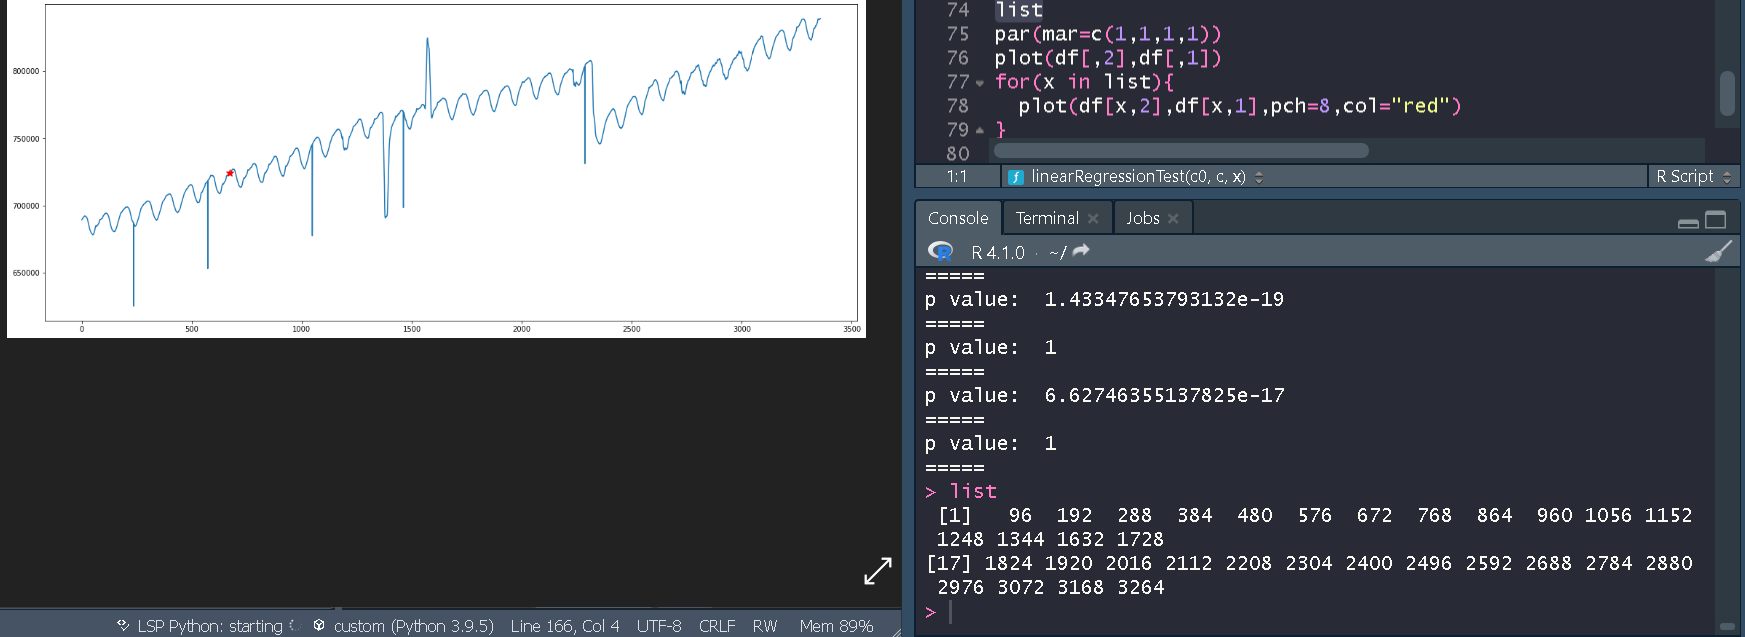 800000
750000
700000
650000
0 500 1000 1500 2000 2500 3000 3500
LSP Python: starting custom (Python 3.9.5) Line 166, Col 4 UTF-8 CRLF RW Mem 89%
74 list
75 par(mar=c(1,1,1,1))
76 plot(df[,2],df[,1])
77 for(x in list){
78 plot(df[x,2],df[x,1],pch=8,col="red")
79 }
80
1:1 f linearRegressionTest(c0, c, x) R Script
Console Terminal Jobs
R R 4.1.0 · ~/
=====
p value:  1.43347653793132e-19
=====
p value:  1
=====
p value:  6.62746355137825e-17
=====
p value:  1
=====
> list
[1] 96 192 288 384 480 576 672 768 864 960 1056 1152
1248 1344 1632 1728
[17] 1824 1920 2016 2112 2208 2304 2400 2496 2592 2688 2784 2880
2976 3072 3168 3264
>